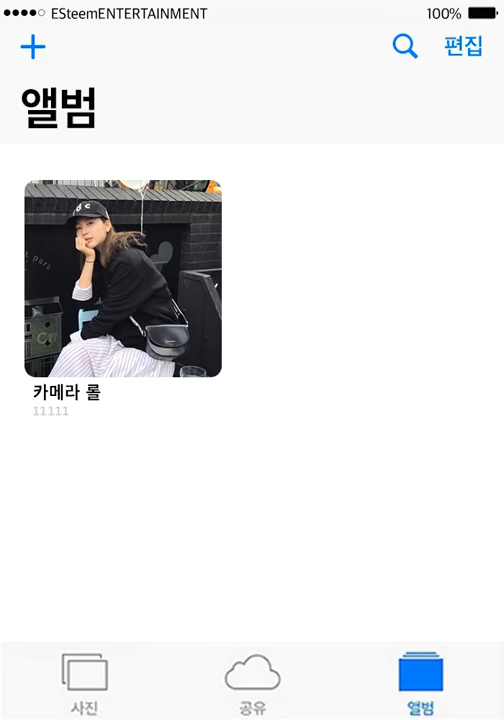 ESteemENTERTAINMENT 100%
편집
앨범
카메라 롤
11111
사진 공유 앨범